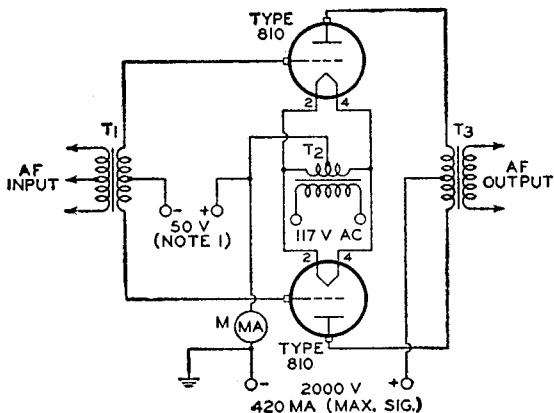 TYPE
810
2 4
T1
T2
T3
AF
INPUT
AF
OUTPUT
- +
50 V
(NOTE 1)
117 V AC
2 4
M MA
TYPE
810
- +
2000 V
420 MA (MAX. SIG.)